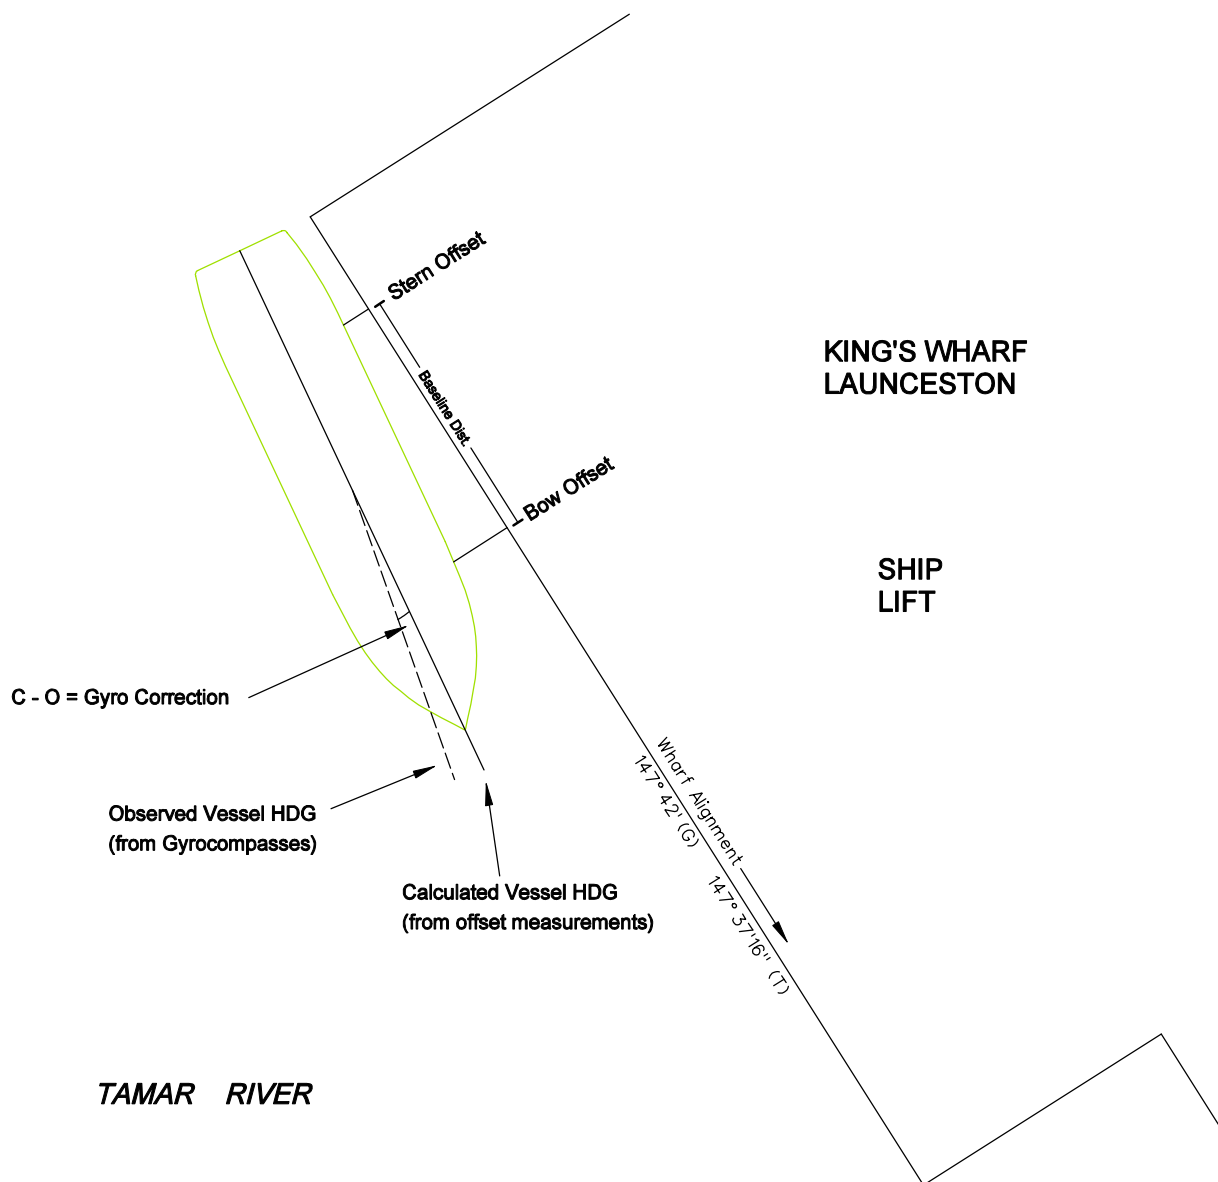 Stern Offset
Baseline Dist.
KING'S WHARF
LAUNCESTON
Bow Offset
SHIP
LIFT
C - O = Gyro Correction
Wharf Alignment
147° 42' (G) 147° 37'16" (T)
Observed Vessel HDG
(from Gyrocompasses)
Calculated Vessel HDG
(from offset measurements)
TAMAR RIVER